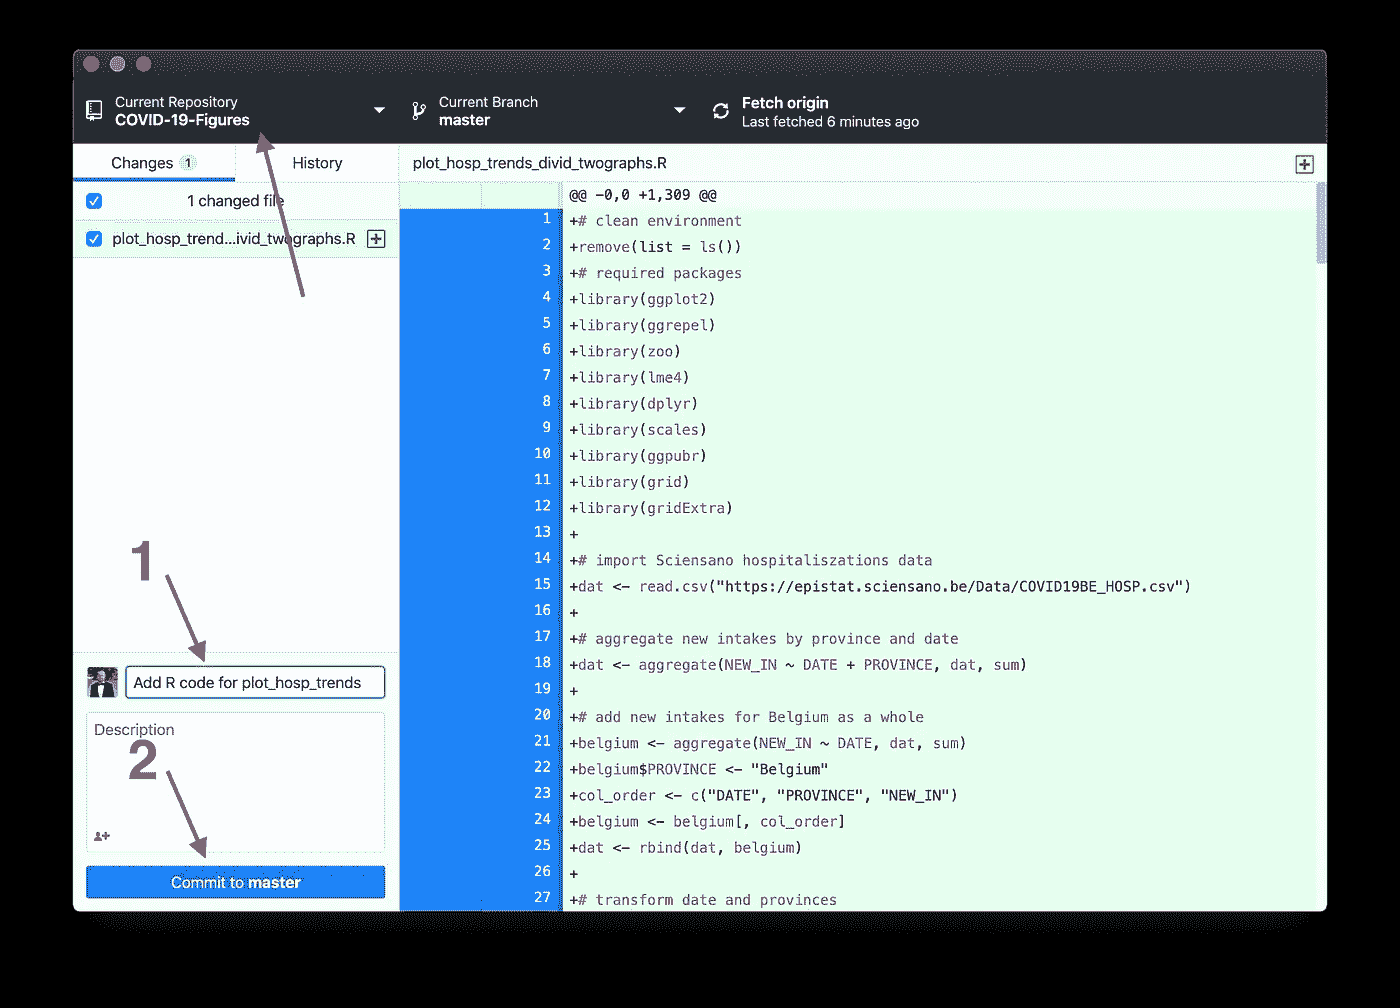 Current Repository
COVID-19-Figures
Current Branch
master
Fetch origin
Last fetched 6 minutes ago
Changes 1
History
plot_hosp_trends_divid_twographs.R
1 changed file
plot_hosp_trend...ivid_twographs.R
@@ -0,0 +1,309 @@
1 +# clean environment
2 +remove(list = ls())
3 +# required packages
4 +library(ggplot2)
5 +library(ggrepel)
6 +library(zoo)
7 +library(lme4)
8 +library(dplyr)
9 +library(scales)
10 +library(ggpubr)
11 +library(grid)
12 +library(gridExtra)
13 +
14 +# import Sciensano hospitaliszations data
15 +dat <- read.csv("https://epistat.sciensano.be/Data/COVID19BE_HOSP.csv")
16 +
17 +# aggregate new intakes by province and date
18 +dat <- aggregate(NEW_IN ~ DATE + PROVINCE, dat, sum)
19 +
20 +# add new intakes for Belgium as a whole
21 +belgium <- aggregate(NEW_IN ~ DATE, dat, sum)
22 +belgium$PROVINCE <- "Belgium"
23 +col_order <- c("DATE", "PROVINCE", "NEW_IN")
24 +belgium <- belgium[, col_order]
25 +dat <- rbind(dat, belgium)
26 +
27 +# transform date and provinces
1
Add R code for plot_hosp_trends
Description
2
Commit to master